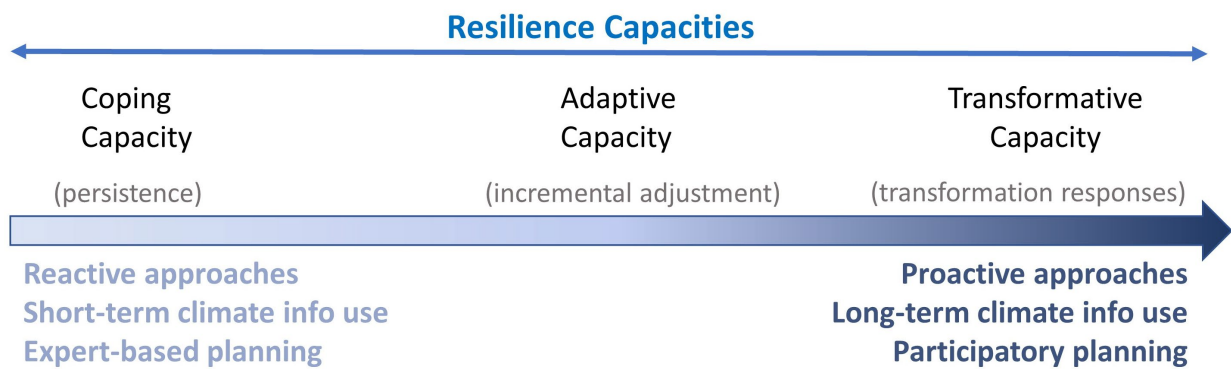 Resilience Capacities
Coping
Capacity
Adaptive
Capacity
Transformative
Capacity
(persistence)
(incremental adjustment)
(transformation responses)
Reactive approaches
Short-term climate info use
Expert-based planning
Proactive approaches
Long-term climate info use
Participatory planning